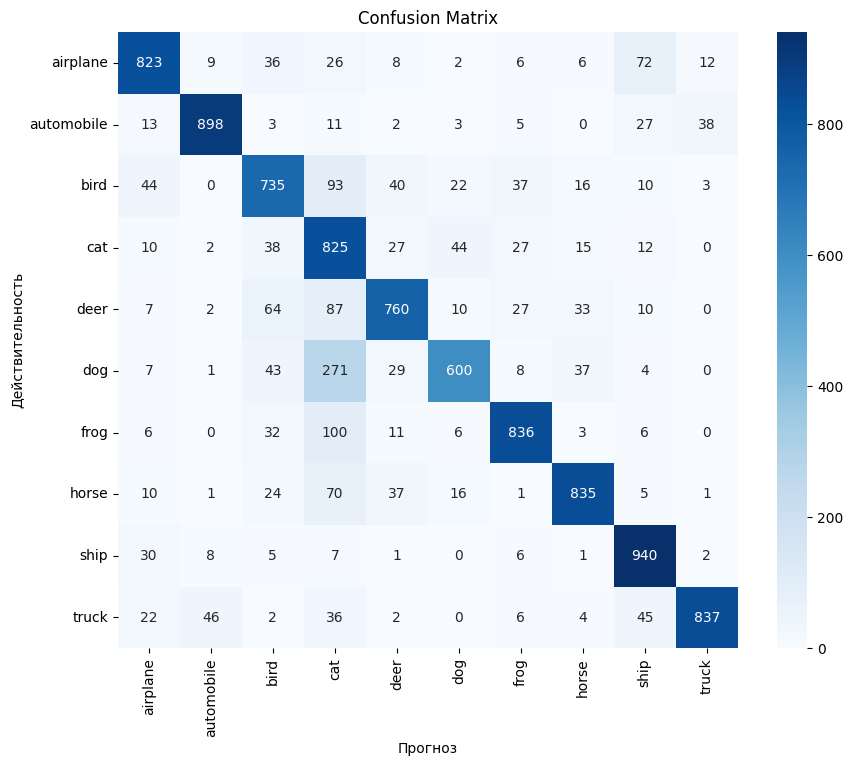 Confusion Matrix
airplane 823 9 36 26 8 2 6 6 72 12
automobile 13 898 3 11 2 3 5 0 27 38
bird 44 0 735 93 40 22 37 16 10 3
cat 10 2 38 825 27 44 27 15 12 0
deer 7 2 64 87 760 10 27 33 10 0
dog 7 1 43 271 29 600 8 37 4 0
frog 6 0 32 100 11 6 836 3 6 0
horse 10 1 24 70 37 16 1 835 5 1
ship 30 8 5 7 1 0 6 1 940 2
truck 22 46 2 36 2 0 6 4 45 837
airplane automobile bird cat deer dog frog horse ship truck
Прогноз
Действительность
800
600
400
200
0